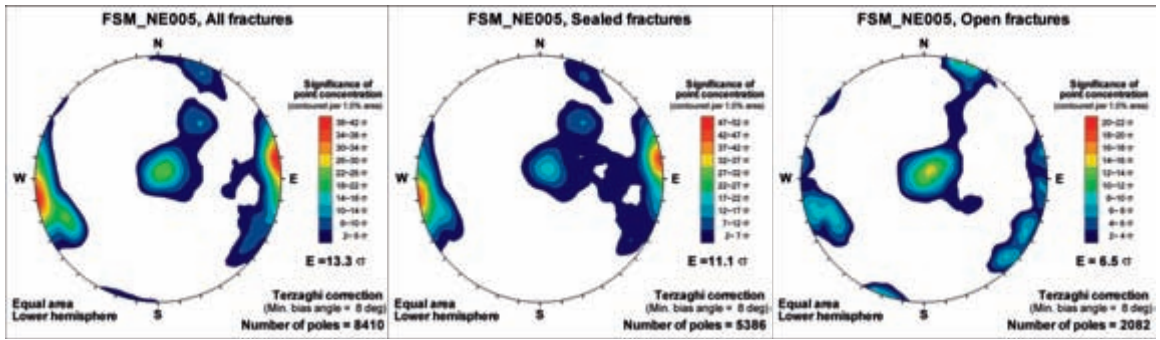 FSM_NE005, All fractures
N
Significance of
point concentration
(contoured per 1.0% area)
38–42 σ
34–38 σ
30–34 σ
26–30 σ
22–26 σ
18–22 σ
14–18 σ
10–14 σ
6–10 σ
2–6 σ
W
E
E =13.3 σ
S
Equal area
Lower hemisphere
Terzaghi correction
(Min. bias angle = 8 deg)
Number of poles = 8410
FSM_NE005, Sealed fractures
N
Significance of
point concentration
(contoured per 1.0% area)
47–52 σ
42–47 σ
37–42 σ
32–37 σ
27–32 σ
22–27 σ
17–22 σ
12–17 σ
7–12 σ
2–7 σ
W
E
E =11.1 σ
S
Equal area
Lower hemisphere
Terzaghi correction
(Min. bias angle = 8 deg)
Number of poles = 5386
FSM_NE005, Open fractures
N
Significance of
point concentration
(contoured per 1.0% area)
20–22 σ
18–20 σ
16–18 σ
14–16 σ
12–14 σ
10–12 σ
8–10 σ
6–8 σ
4–6 σ
2–4 σ
W
E
E = 6.5 σ
S
Equal area
Lower hemisphere
Terzaghi correction
(Min. bias angle = 8 deg)
Number of poles = 2082